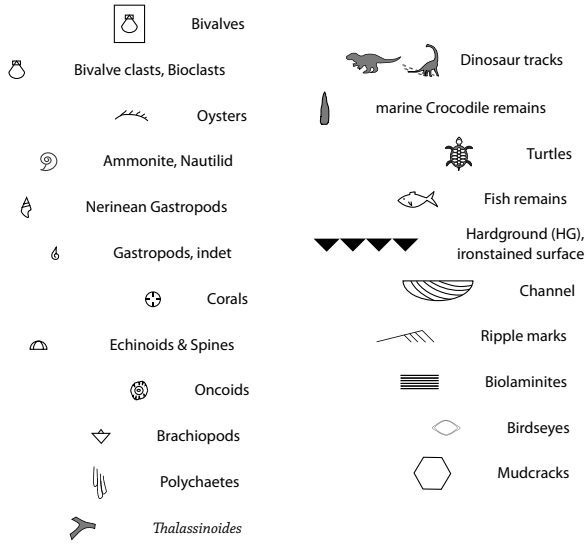 Bivalves
Bivalve clasts, Bioclasts
Oysters
Ammonite, Nautilid
Nerinean Gastropods
Gastropods, indet
Corals
Echinoids & Spines
Oncoids
Brachiopods
Polychaetes
Thalassinoides
Dinosaur tracks
marine Crocodile remains
Turtles
Fish remains
Hardground (HG),
ironstained surface
Channel
Ripple marks
Biolaminites
Birdseyes
Mudcracks